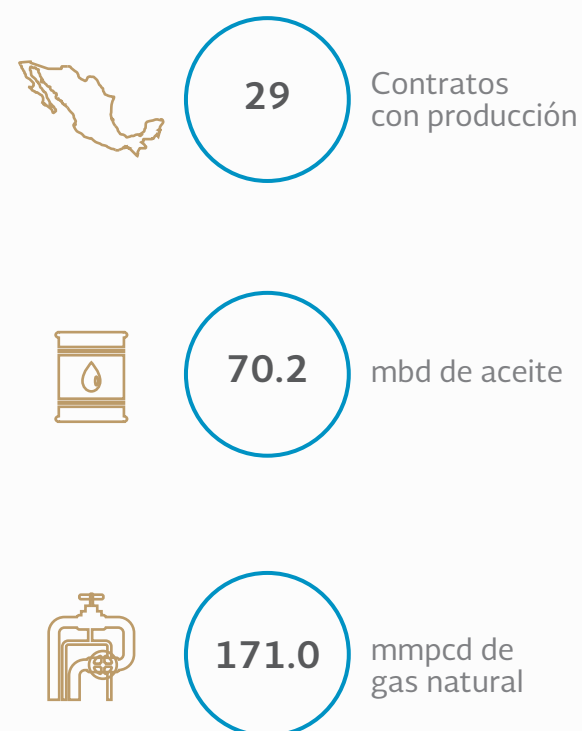 29
Contratos
con producción
70.2
mbd de aceite
171.0
mmpcd de
gas natural